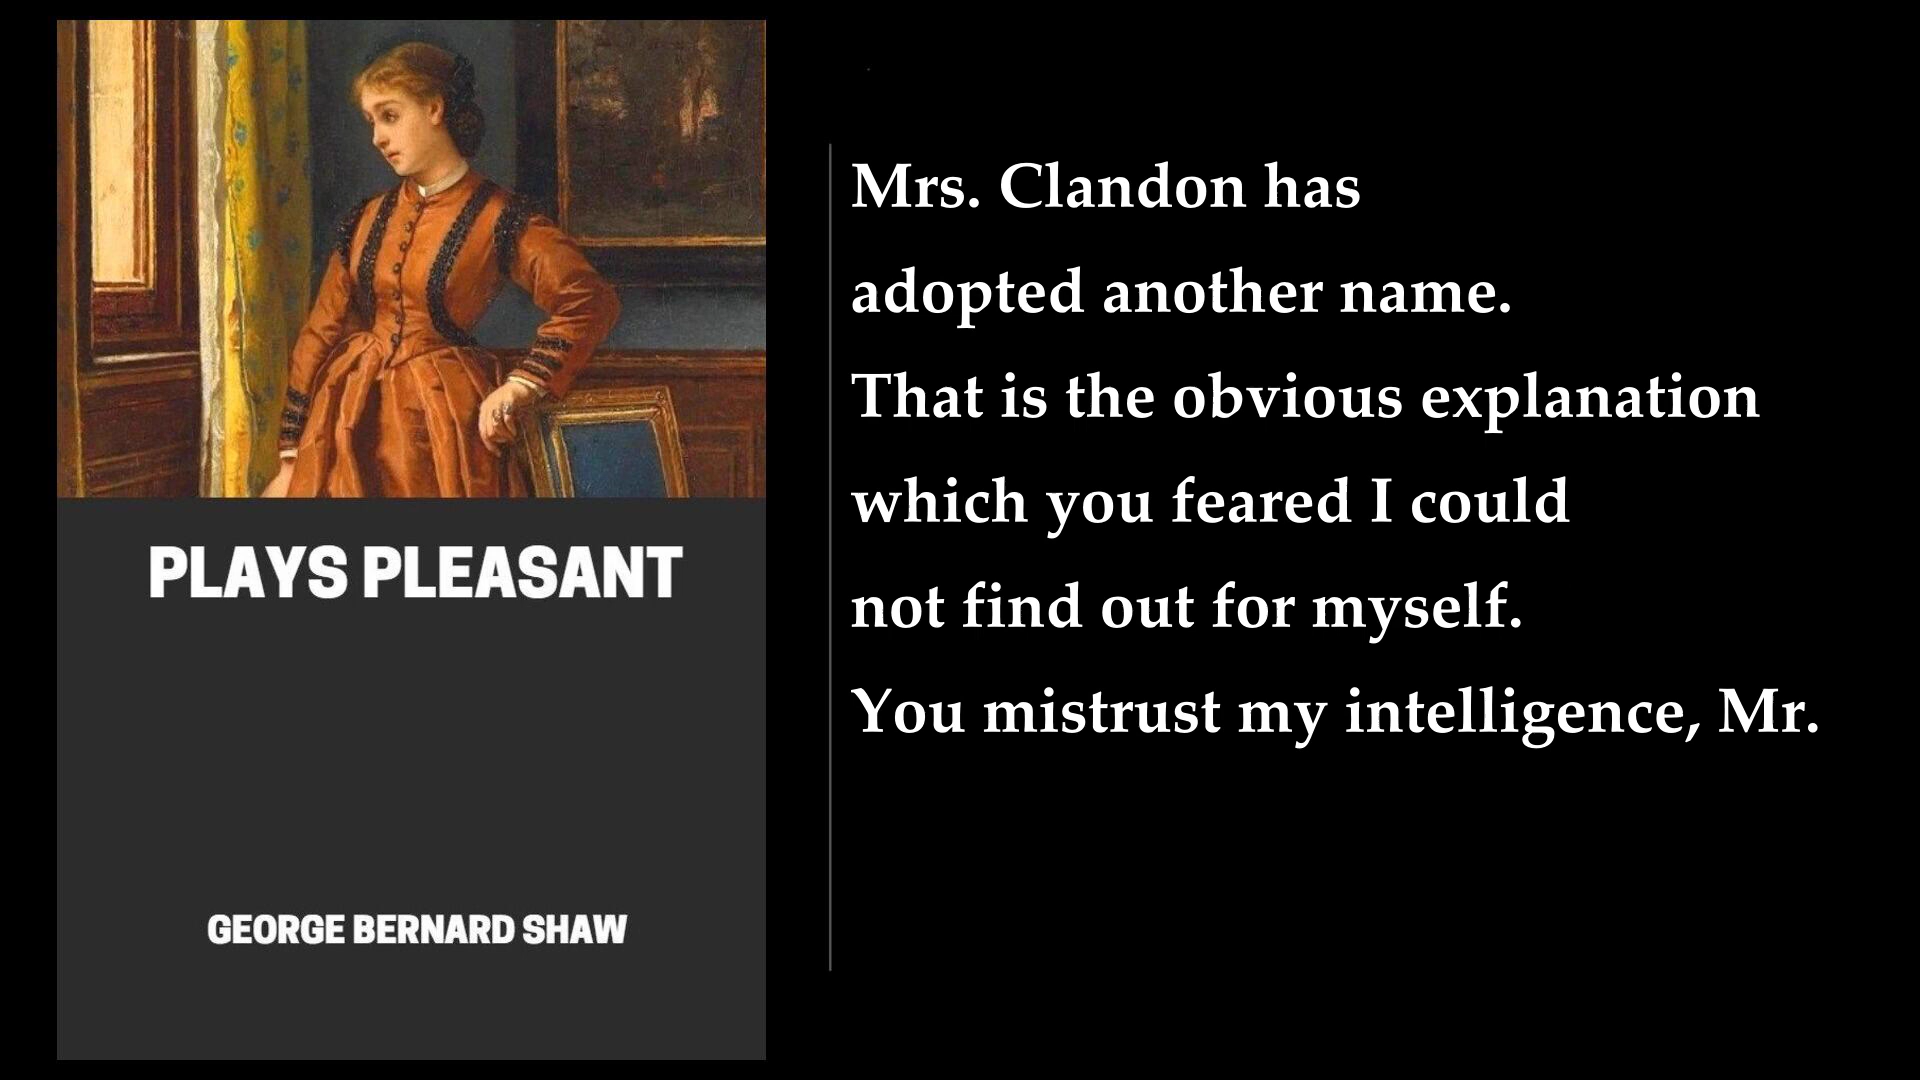 PLAYS PLEASANT
GEORGE BERNARD SHAW
Mrs. Clandon has
adopted another name.
That is the obvious explanation
which you feared I could
not find out for myself.
You mistrust my intelligence, Mr.